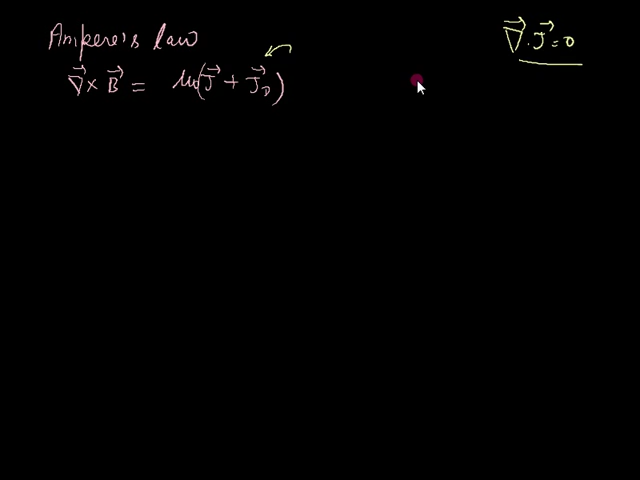 Ampere's law
∇⃗ × B⃗ = μ₀(J⃗ + J⃗_D)
∇⃗ . J⃗ = 0